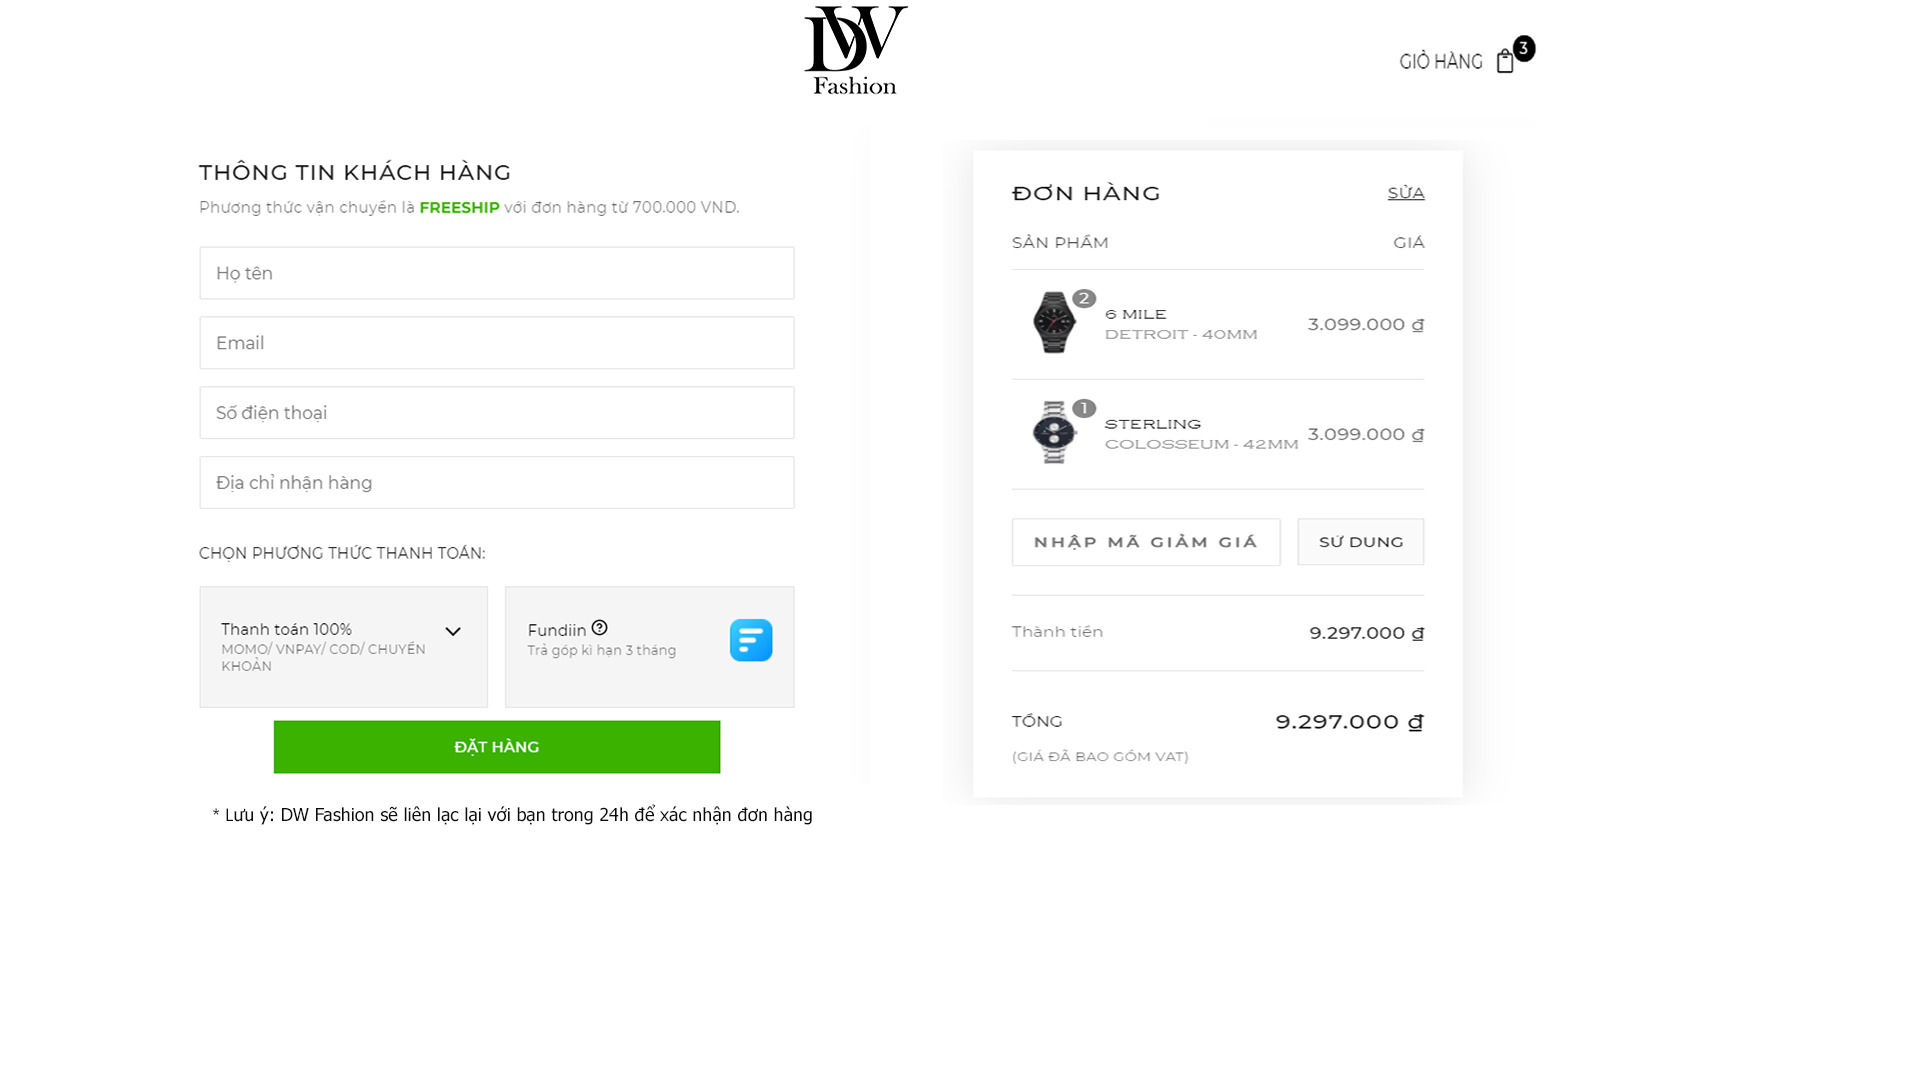 DW
Fashion
GIỎ HÀNG
3
THÔNG TIN KHÁCH HÀNG
Phương thức vận chuyển là FREESHIP với đơn hàng từ 700.000 VND.
Họ tên
Email
Số điện thoại
Địa chỉ nhận hàng
CHỌN PHƯƠNG THỨC THANH TOÁN:
Thanh toán 100%
MOMO/ VNPAY/ COD/ CHUYỂN
KHOẢN
Fundiin ?
Trả góp kì hạn 3 tháng
ĐẶT HÀNG
* Lưu ý: DW Fashion sẽ liên lạc lại với bạn trong 24h để xác nhận đơn hàng
ĐƠN HÀNG SỬA
SẢN PHẨM GIÁ
2
6 MILE
DETROIT - 40MM
3.099.000 ₫
1
STERLING
COLOSSEUM - 42MM
3.099.000 ₫
NHẬP MÃ GIẢM GIÁ SỬ DUNG
Thành tiền 9.297.000 ₫
TỔNG 9.297.000 ₫
(GIÁ ĐÃ BAO GỒM VAT)